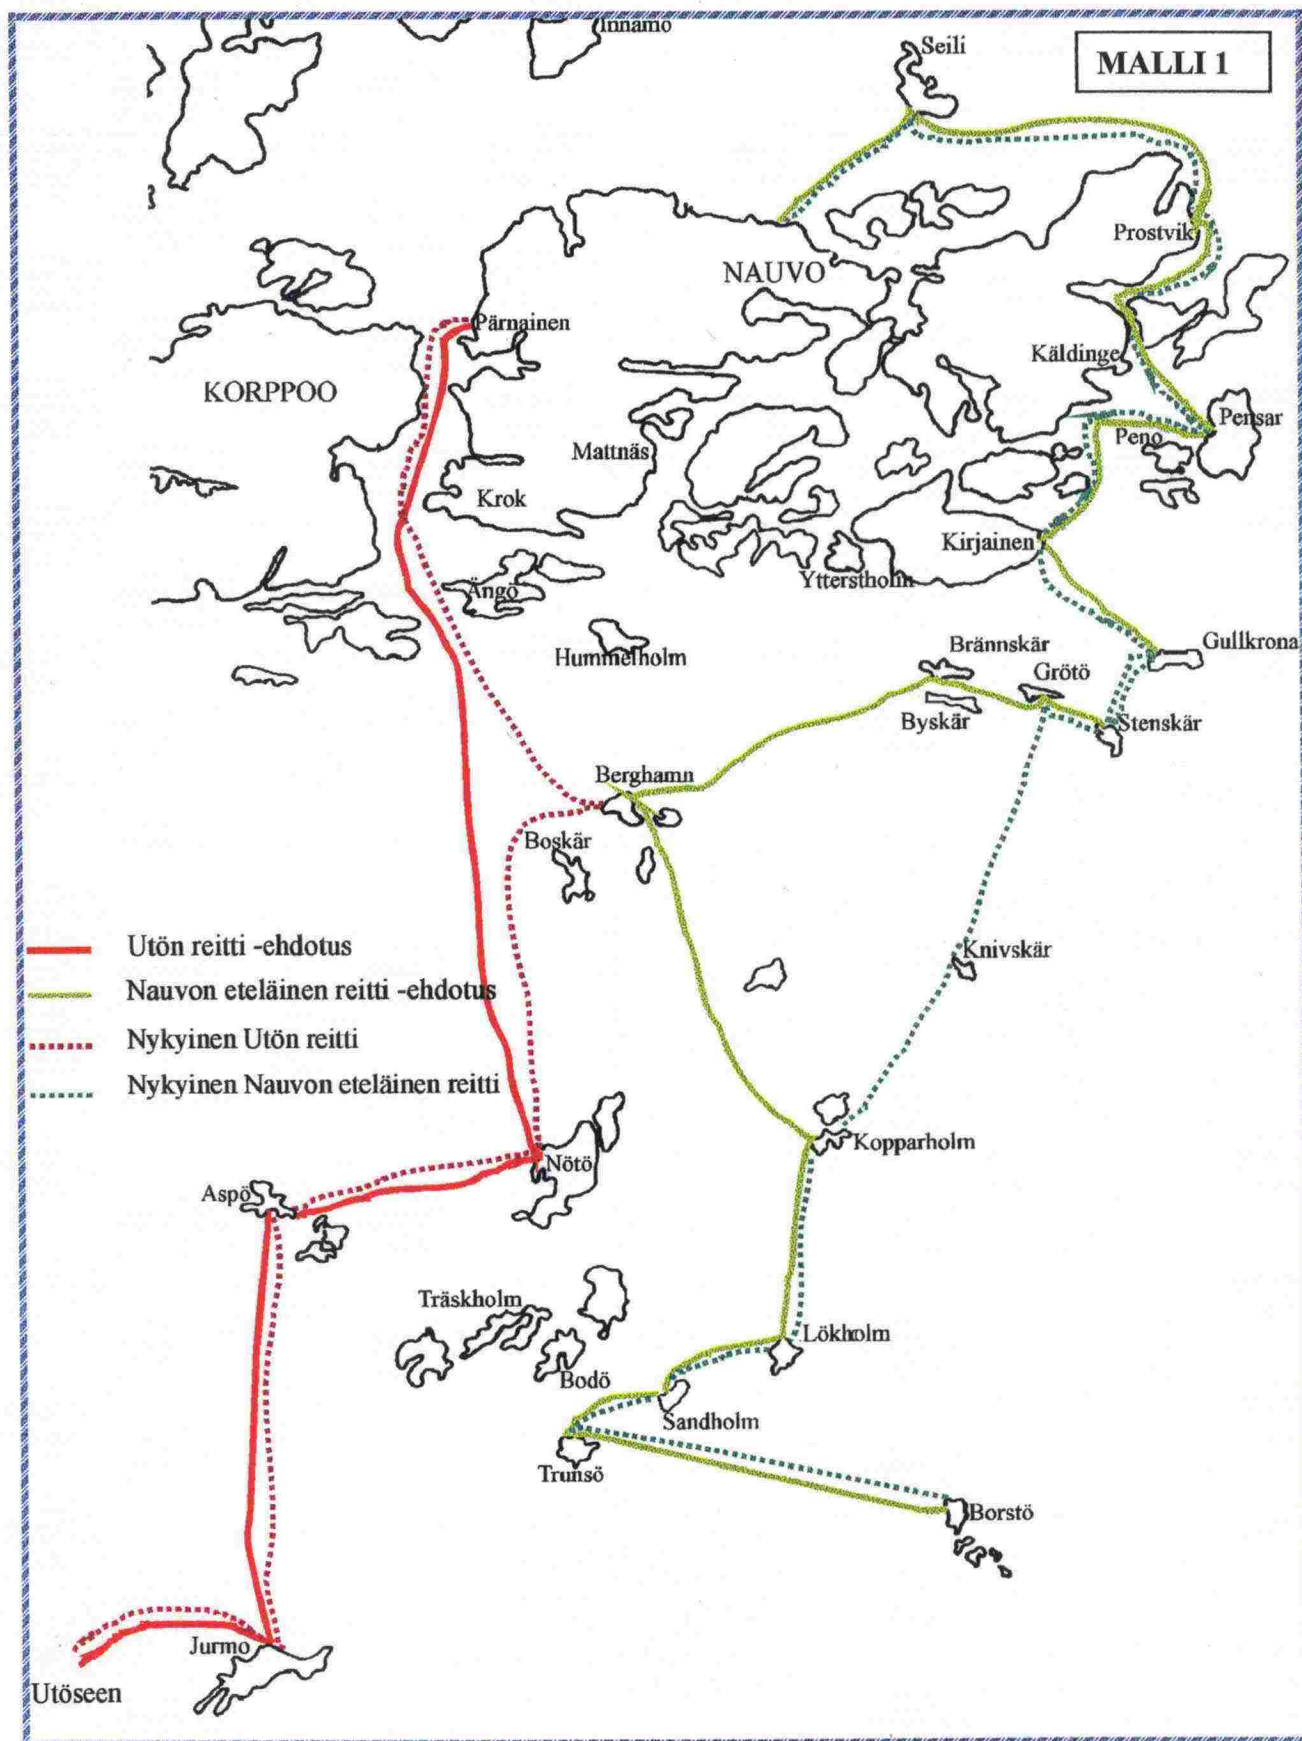 Innamo
Seili
MALLI 1
Prostvik
NAUVO
Pärnainen
Käldinge
KORPPOO
Pensar
Peno
Mattnäs
Krok
Kirjainen
Ytterstholm
Ängö
Gullkrona
Brännskär
Hummelholm
Grötö
Byskär
Stenskär
Berghamn
Boskär
Utön reitti -ehdotus
Knivskär
Nauvon eteläinen reitti -ehdotus
Nykyinen Utön reitti
Nykyinen Nauvon eteläinen reitti
Kopparholm
Nötö
Aspö
Träskholm
Lökholm
Bodö
Sandholm
Trunsö
Borstö
Jurmo
Utöseen